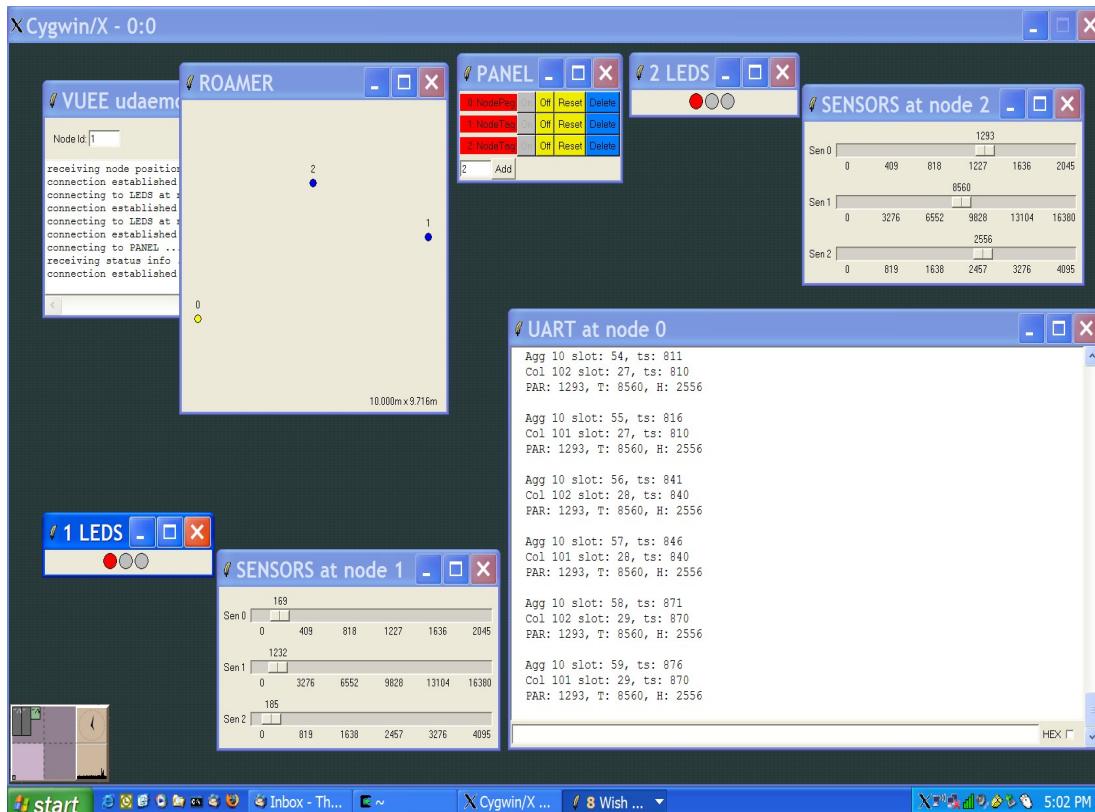 Cygwin/X - 0:0
VUEE udaemo
Node Id: 1
receiving node position
connection established
connecting to LEDS at
connection established
connecting to LEDS at
connection established
connecting to PANEL ...
receiving status info
connection established
ROAMER
2
1
0
10.000m x 9.716m
PANEL
0: NodePeg On Off Reset Delete
1: NodeTag On Off Reset Delete
2: NodeTag On Off Reset Delete
2 Add
2 LEDS
SENSORS at node 2
1293
Sen 0
0 409 818 1227 1636 2045
8560
Sen 1
0 3276 6552 9828 13104 16380
2556
Sen 2
0 819 1638 2457 3276 4095
UART at node 0
Agg 10 slot: 54, ts: 811
Col 102 slot: 27, ts: 810
PAR: 1293, T: 8560, H: 2556
Agg 10 slot: 55, ts: 816
Col 101 slot: 27, ts: 810
PAR: 1293, T: 8560, H: 2556
Agg 10 slot: 56, ts: 841
Col 102 slot: 28, ts: 840
PAR: 1293, T: 8560, H: 2556
Agg 10 slot: 57, ts: 846
Col 101 slot: 28, ts: 840
PAR: 1293, T: 8560, H: 2556
Agg 10 slot: 58, ts: 871
Col 102 slot: 29, ts: 870
PAR: 1293, T: 8560, H: 2556
Agg 10 slot: 59, ts: 876
Col 101 slot: 29, ts: 870
PAR: 1293, T: 8560, H: 2556
HEX
1 LEDS
SENSORS at node 1
169
Sen 0
0 409 818 1227 1636 2045
1232
Sen 1
0 3276 6552 9828 13104 16380
185
Sen 2
0 819 1638 2457 3276 4095
start Inbox - Th... ~ Cygwin/X ... 8 Wish ... 5:02 PM